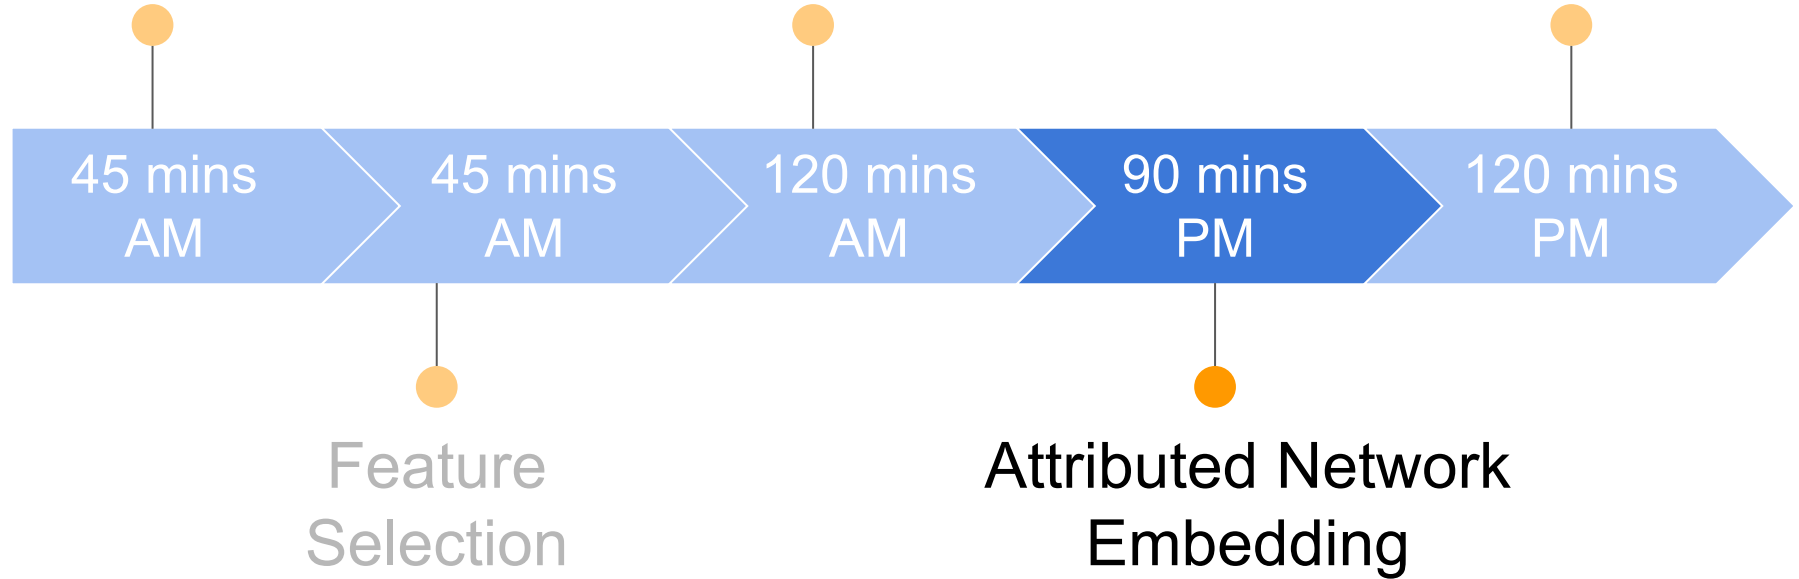 45 mins
AM
45 mins
AM
120 mins
AM
90 mins
PM
120 mins
PM
Feature
Selection
Attributed Network
Embedding